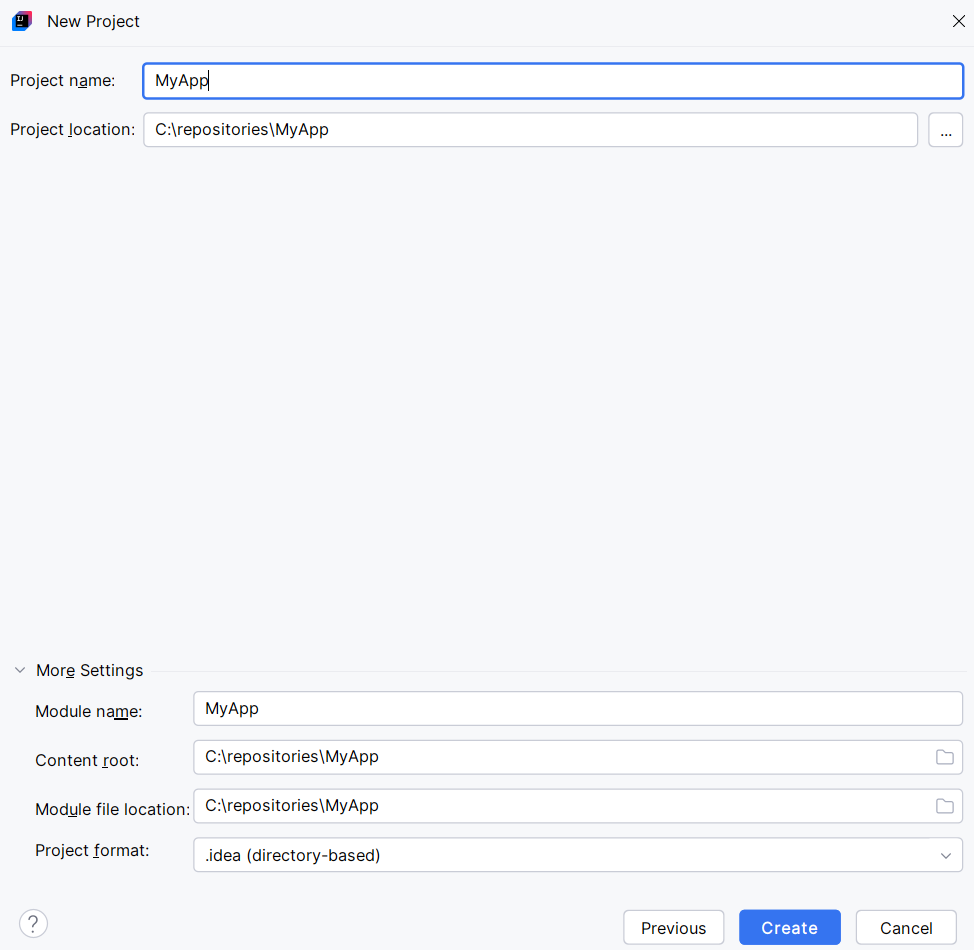 New Project
Project name: MyApp
Project location: C:\repositories\MyApp ...
More Settings
Module name: MyApp
Content root: C:\repositories\MyApp
Module file location: C:\repositories\MyApp
Project format: .idea (directory-based)
? Previous Create Cancel